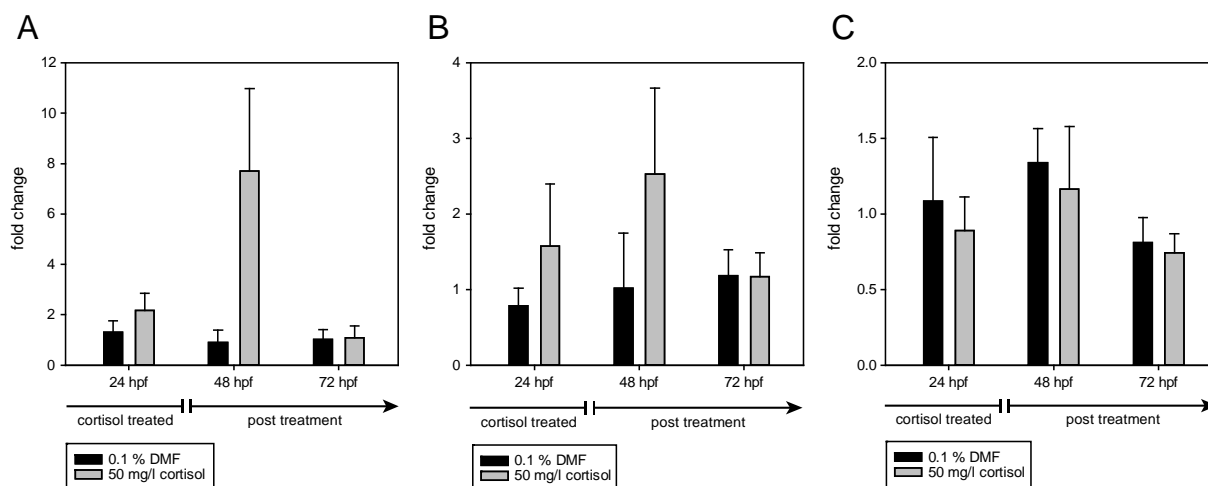 A
fold change
12
10
8
6
4
2
0
24 hpf 48 hpf 72 hpf
cortisol treated post treatment
0.1 % DMF
50 mg/l cortisol
B
fold change
4
3
2
1
0
24 hpf 48 hpf 72 hpf
cortisol treated post treatment
0.1 % DMF
50 mg/l cortisol
C
fold change
2.0
1.5
1.0
0.5
0.0
24 hpf 48 hpf 72 hpf
cortisol treated post treatment
0.1 % DMF
50 mg/l cortisol